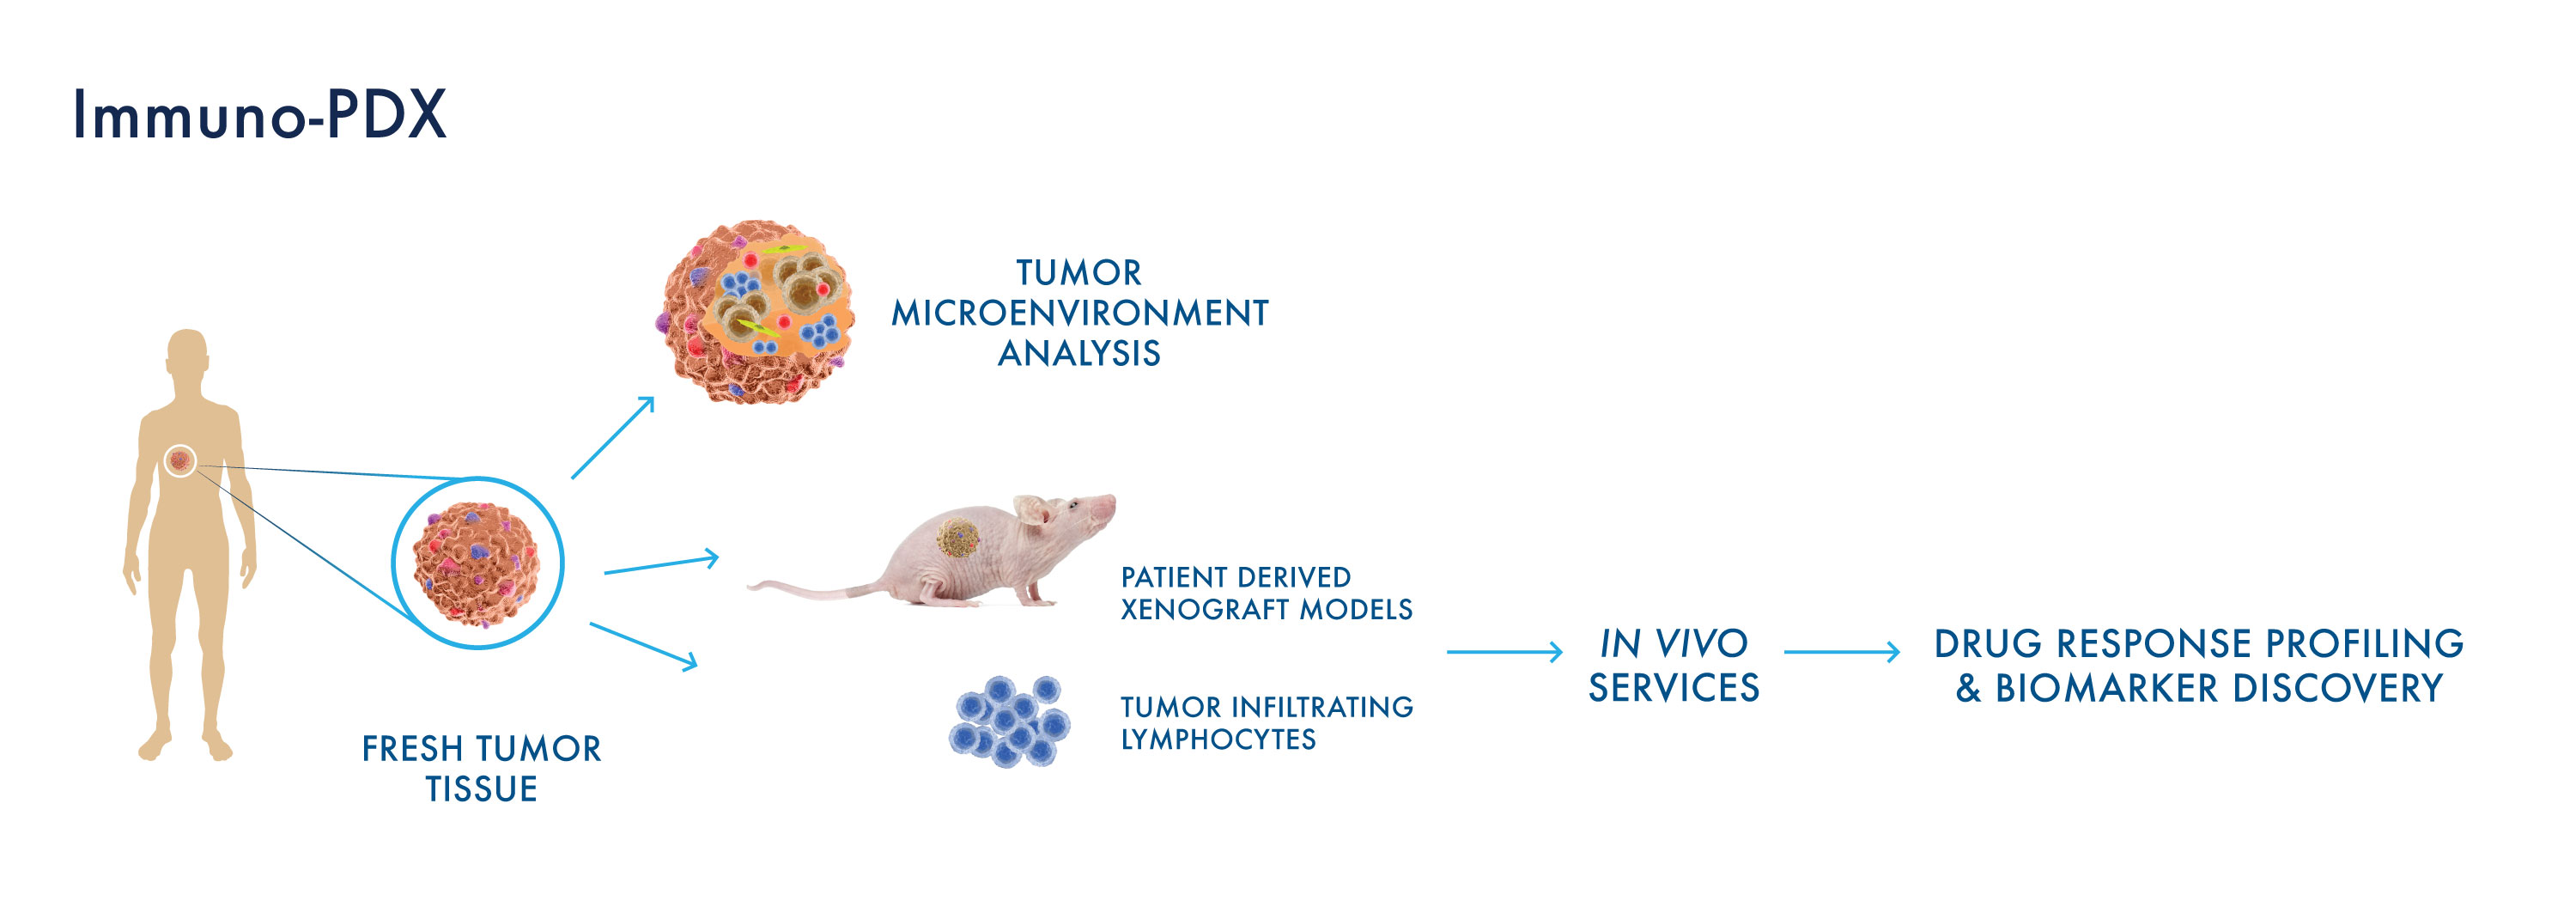 Immuno-PDX
TUMOR
MICROENVIRONMENT
ANALYSIS
FRESH TUMOR
TISSUE
PATIENT DERIVED
XENOGRAFT MODELS
TUMOR INFILTRATING
LYMPHOCYTES
IN VIVO
SERVICES
DRUG RESPONSE PROFILING
& BIOMARKER DISCOVERY